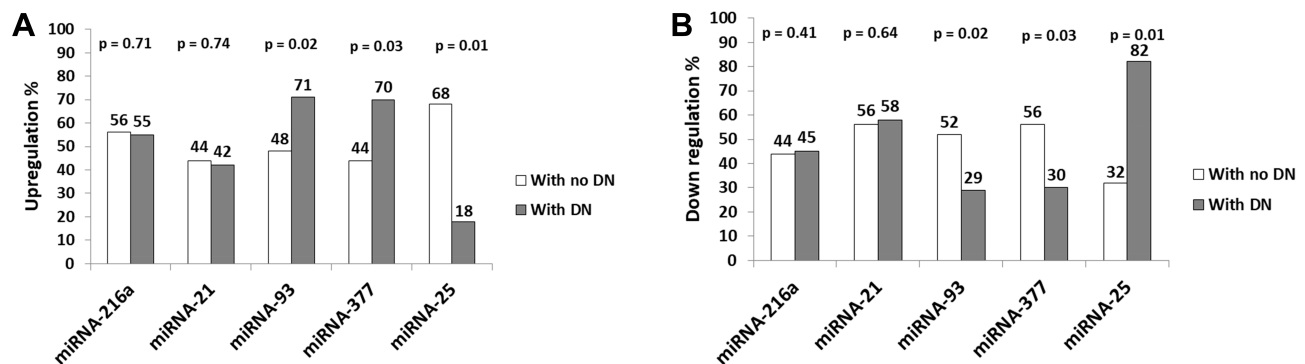 A
Upregulation %
100
90
80
70
60
50
40
30
20
10
0
p = 0.71 p = 0.74 p = 0.02 p = 0.03 p = 0.01
56 55 44 42 48 71 44 70 68 18
miRNA-216a
miRNA-21
miRNA-93
miRNA-377
miRNA-25
With no DN
With DN
B
Down regulation %
100
90
80
70
60
50
40
30
20
10
0
p = 0.41 p = 0.64 p = 0.02 p = 0.03 p = 0.01
44 45 56 58 52 29 56 30 32 82
miRNA-216a
miRNA-21
miRNA-93
miRNA-377
miRNA-25
With no DN
With DN